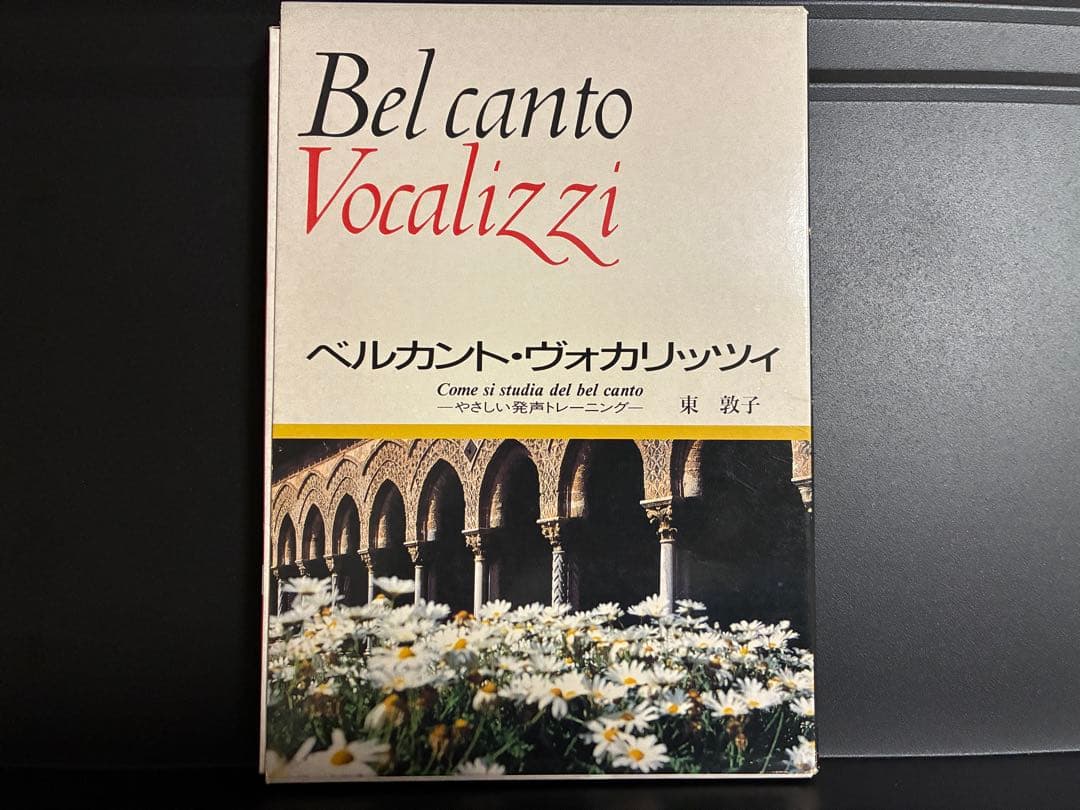 Bel canto
Vocalizzi
ベルカント・ヴォカリッツィ
Come si studia del bel canto
―やさしい発声トレーニング―
東 敦子